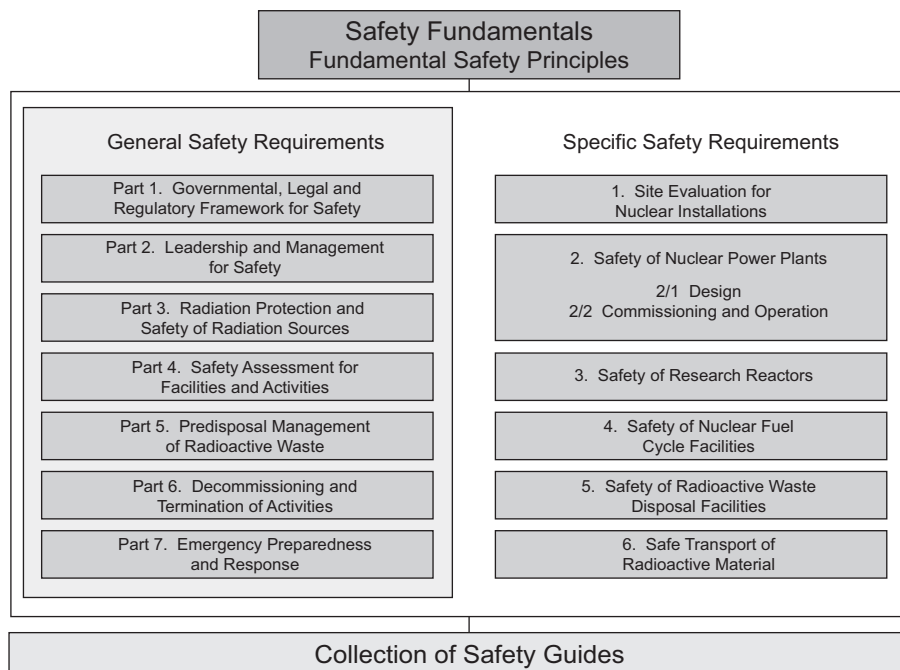 Safety Fundamentals
Fundamental Safety Principles
General Safety Requirements
Part 1. Governmental, Legal and
Regulatory Framework for Safety
Part 2. Leadership and Management
for Safety
Part 3. Radiation Protection and
Safety of Radiation Sources
Part 4. Safety Assessment for
Facilities and Activities
Part 5. Predisposal Management
of Radioactive Waste
Part 6. Decommissioning and
Termination of Activities
Part 7. Emergency Preparedness
and Response
Specific Safety Requirements
1. Site Evaluation for
Nuclear Installations
2. Safety of Nuclear Power Plants
2/1 Design
2/2 Commissioning and Operation
3. Safety of Research Reactors
4. Safety of Nuclear Fuel
Cycle Facilities
5. Safety of Radioactive Waste
Disposal Facilities
6. Safe Transport of
Radioactive Material
Collection of Safety Guides